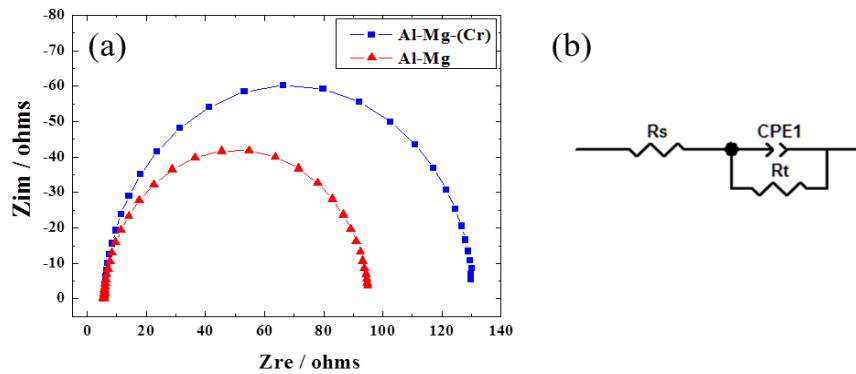 (a)
Al-Mg-(Cr)
Al-Mg
-80
-70
-60
-50
-40
-30
-20
-10
0
Zim / ohms
0 20 40 60 80 100 120 140
Zre / ohms
(b)
Rs
CPE1
Rt